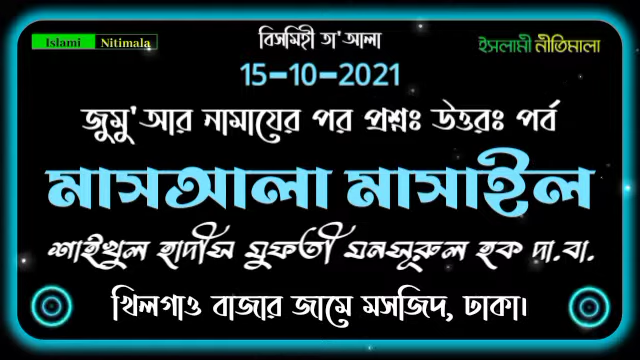 Islami Nitimala
বিসমিহী তা'আলা
ইসলামী নীতিমালা
15-10-2021
জুমু'আর নামাযের পর প্রশ্নঃ উত্তরঃ পর্ব
মাসআলা মাসাইল
শাইখুল হাদীস মুফতী মনসূরুল হক দা.বা.
খিলগাও বাজার জামে মসজিদ, ঢাকা।